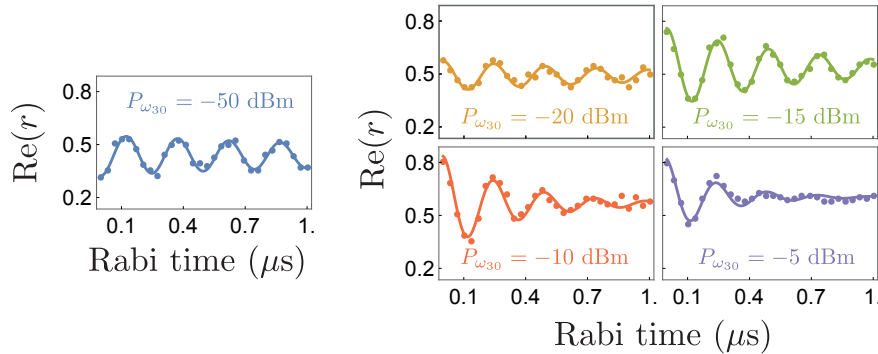 Re(r)
0.8
0.5
0.2
P_{ω30} = −50 dBm
0.1 0.4 0.7 1.
Rabi time (μs)
Re(r)
0.8
0.5
0.2
P_{ω30} = −20 dBm
P_{ω30} = −15 dBm
0.8
0.5
0.2
P_{ω30} = −10 dBm
P_{ω30} = −5 dBm
0.1 0.4 0.7 1.
0.1 0.4 0.7 1.
Rabi time (μs)